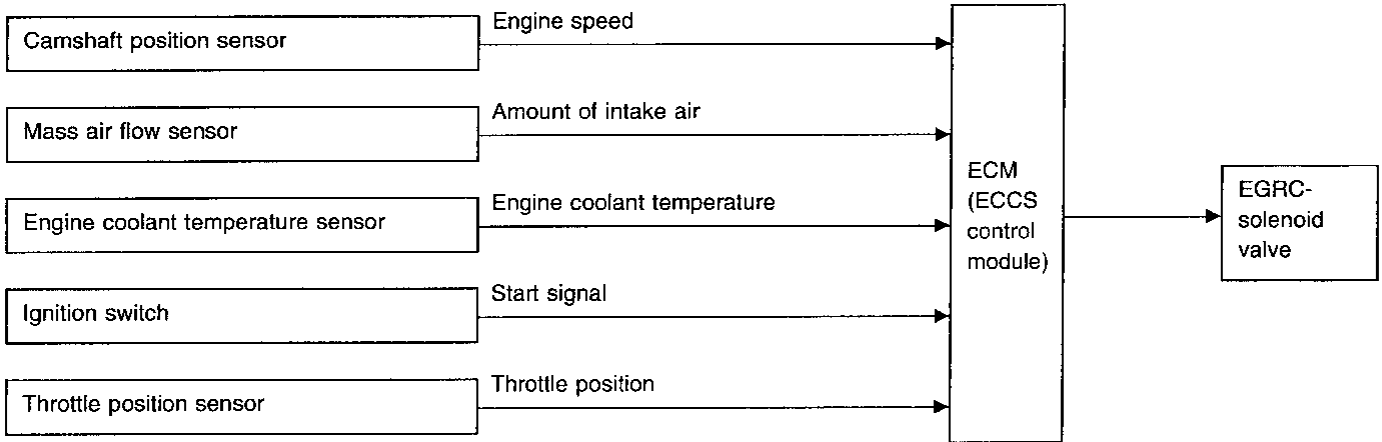 Camshaft position sensor
Engine speed
Mass air flow sensor
Amount of intake air
Engine coolant temperature sensor
Engine coolant temperature
Ignition switch
Start signal
Throttle position sensor
Throttle position
ECM
(ECCS
control
module)
EGRC-
solenoid
valve